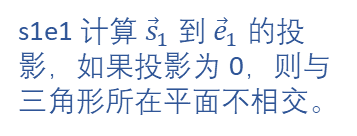 s1e1 计算 s⃗₁ 到 e⃗₁ 的投
影，如果投影为 0，则与
三角形所在平面不相交。